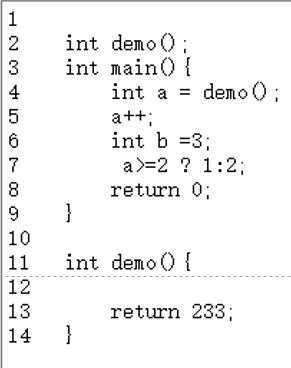 1
2 int demo();
3 int main(){
4 int a = demo();
5 a++;
6 int b =3;
7 a>=2 ? 1:2;
8 return 0;
9 }
10
11 int demo(){
12
13 return 233;
14 }